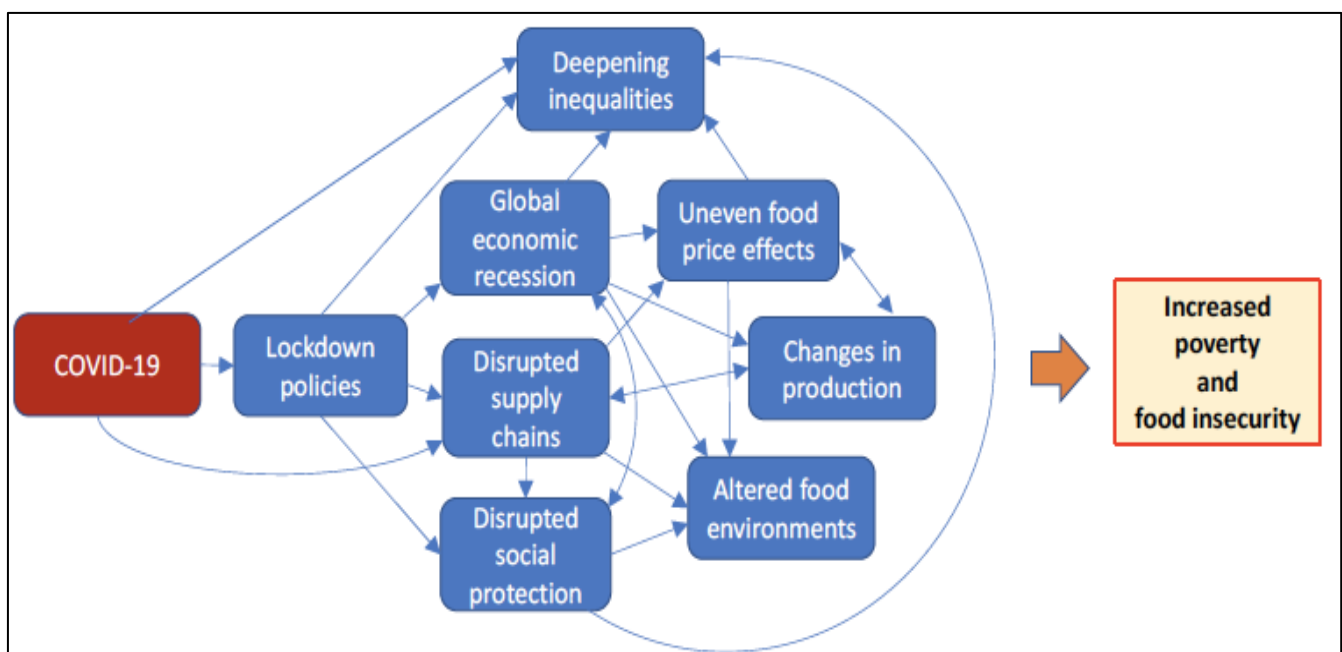 Deepening
inequalities
Global
economic
recession
Uneven food
price effects
COVID-19
Lockdown
policies
Disrupted
supply
chains
Changes in
production
Increased
poverty
and
food insecurity
Disrupted
social
protection
Altered food
environments